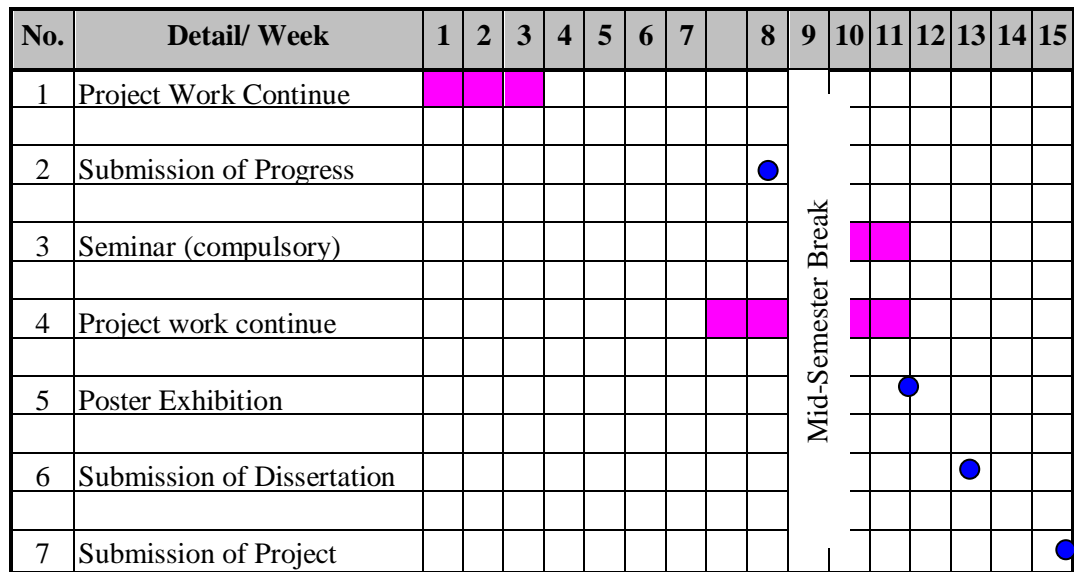 No. Detail/ Week 1 2 3 4 5 6 7 8 9 10 11 12 13 14 15
1 Project Work Continue
2 Submission of Progress
3 Seminar (compulsory)
4 Project work continue
5 Poster Exhibition
6 Submission of Dissertation
7 Submission of Project
Mid-Semester Break